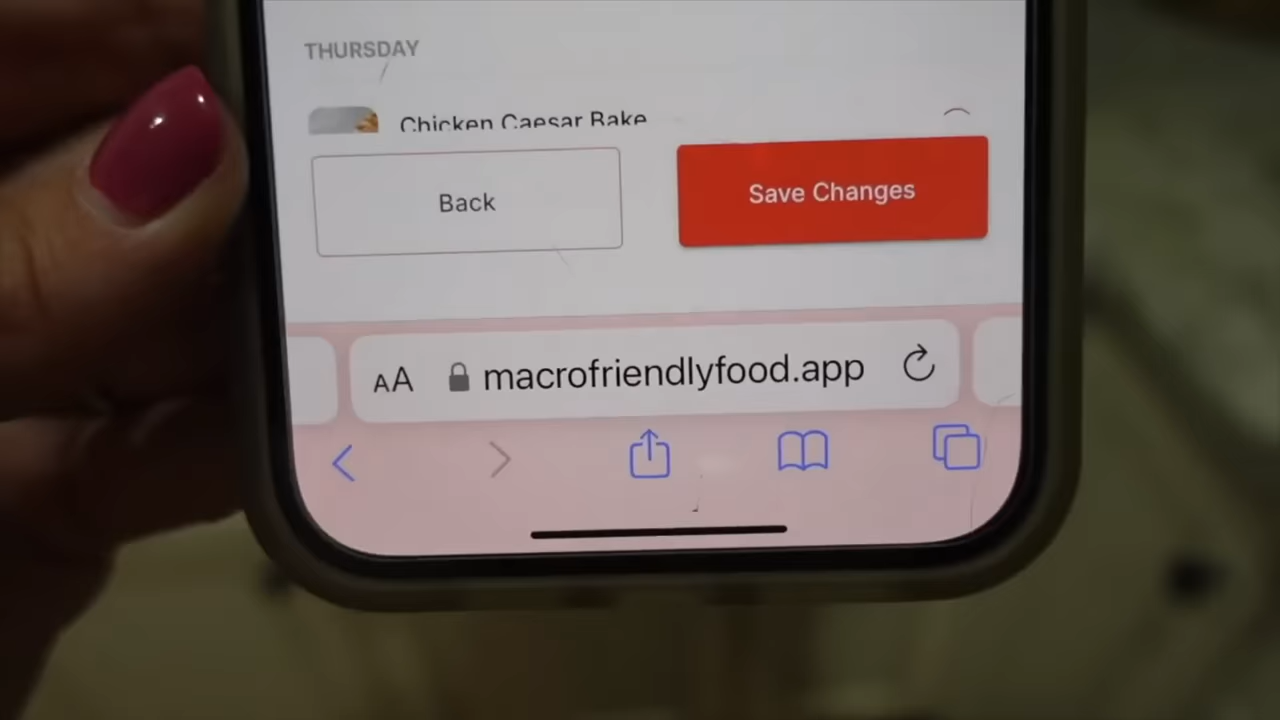 THURSDAY
Chicken Caesar Bake
Back
Save Changes
AA
macrofriendlyfood.app